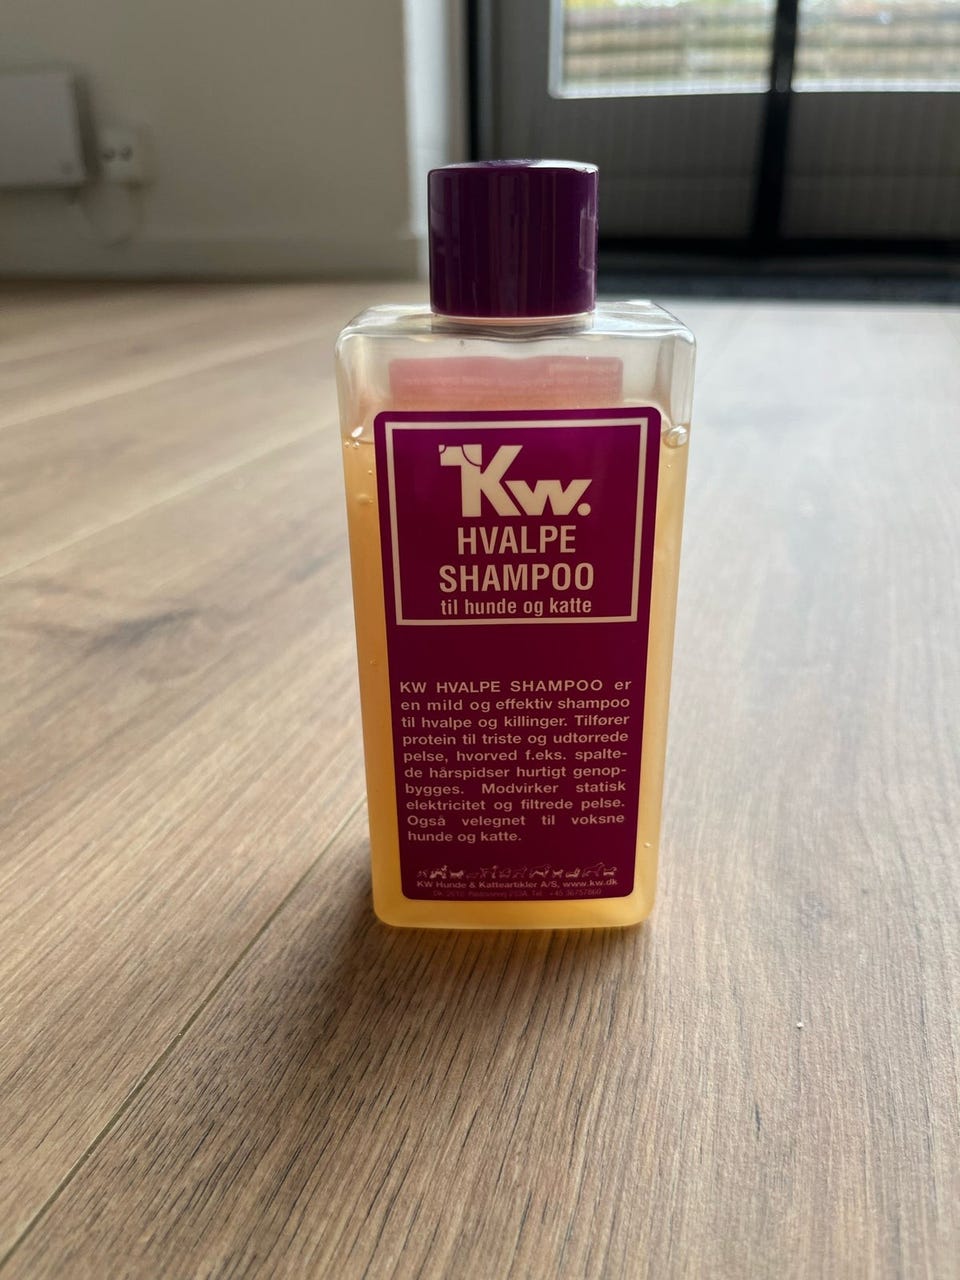 KW.
HVALPE
SHAMPOO
til hunde og katte
KW HVALPE SHAMPOO er
en mild og effektiv shampoo
til hvalpe og killinger. Tilfører
protein til triste og udtørrede
pelse, hvorved f.eks. spalte-
de hårspidser hurtigt genop-
bygges. Modvirker statisk
elektricitet og filtrede pelse.
Også velegnet til voksne
hunde og katte.
KW Hunde & Katteartikler A/S, www.kw.dk